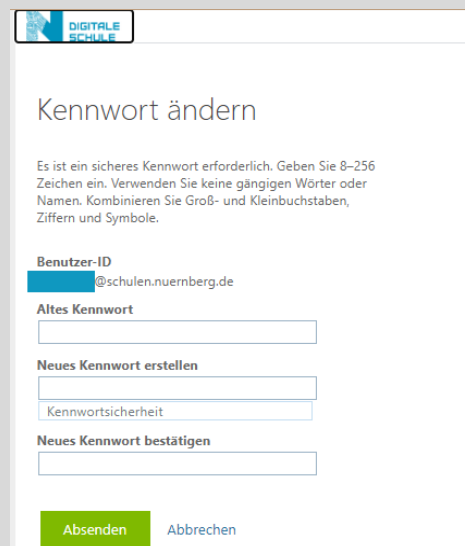 DIGITALE
SCHULE
Kennwort ändern
Es ist ein sicheres Kennwort erforderlich. Geben Sie 8–256
Zeichen ein. Verwenden Sie keine gängigen Wörter oder
Namen. Kombinieren Sie Groß- und Kleinbuchstaben,
Ziffern und Symbole.
Benutzer-ID
@schulen.nuernberg.de
Altes Kennwort
Neues Kennwort erstellen
Kennwortsicherheit
Neues Kennwort bestätigen
Absenden Abbrechen